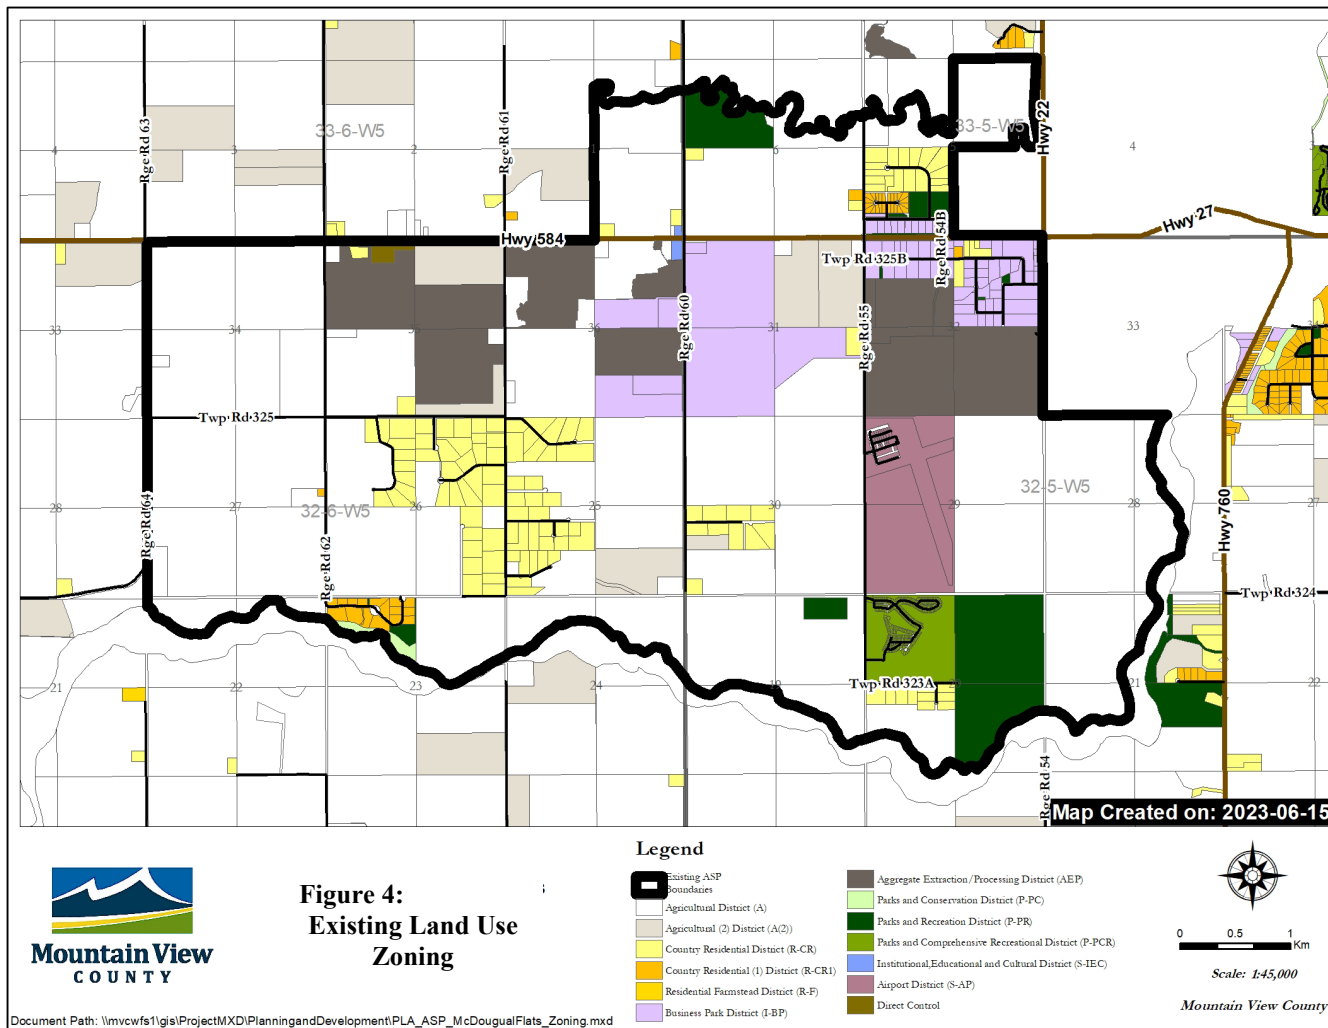 33-6-W5
33-5-W5
Rge Rd 63
Rge Rd 61
Hwy 22
4
3
2
1
6
5
4
3
Hwy 27
Hwy 584
Rge Rd 54B
Twp Rd 325B
33
34
35
36
31
32
33
34
Rge Rd 60
Rge Rd 55
Twp Rd 325
28
27
26
25
30
29
28
27
32-6-W5
32-5-W5
Rge Rd 64
Rge Rd 62
Hwy 760
Twp Rd 324
21
22
23
24
19
20
21
22
Twp Rd 323A
Rge Rd 54
Map Created on: 2023-06-15
Mountain View
COUNTY
Figure 4:
Existing Land Use
Zoning
Legend
Existing ASP
Boundaries
Agricultural District (A)
Agricultural (2) District (A(2))
Country Residential District (R-CR)
Country Residential (1) District (R-CR1)
Residential Farmstead District (R-F)
Business Park District (I-BP)
Aggregate Extraction/Processing District (AEP)
Parks and Conservation District (P-PC)
Parks and Recreation District (P-PR)
Parks and Comprehensive Recreational District (P-PCR)
Institutional,Educational and Cultural District (S-IEC)
Airport District (S-AP)
Direct Control
0 0.5 1
Km
Scale: 1:45,000
Mountain View County
Document Path: \\mvcwfs1\gis\ProjectMXD\PlanningandDevelopment\PLA_ASP_McDougualFlats_Zoning.mxd